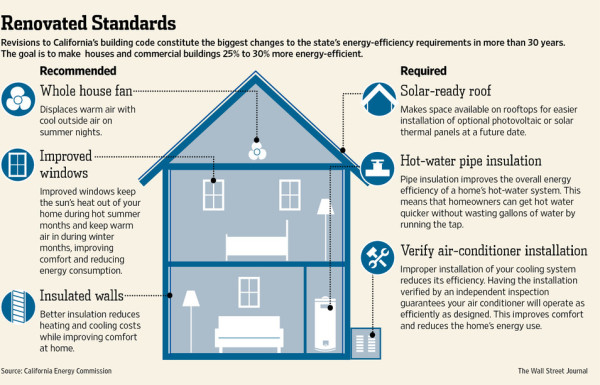 Renovated Standards
Revisions to California's building code constitute the biggest changes to the state's energy-efficiency requirements in more than 30 years.
The goal is to make houses and commercial buildings 25% to 30% more energy-efficient.
Recommended
Whole house fan
Displaces warm air with
cool outside air on
summer nights.
Improved
windows
Improved windows keep
the sun's heat out of your
home during hot summer
months and keep warm
air in during winter
months, improving
comfort and reducing
energy consumption.
Insulated walls
Better insulation reduces
heating and cooling costs
while improving comfort
at home.
Required
Solar-ready roof
Makes space available on rooftops for easier
installation of optional photovoltaic or solar
thermal panels at a future date.
Hot-water pipe insulation
Pipe insulation improves the overall energy
efficiency of a home's hot-water system. This
means that homeowners can get hot water
quicker without wasting gallons of water by
running the tap.
Verify air-conditioner installation
Improper installation of your cooling system
reduces its efficiency. Having the installation
verified by an independent inspection
guarantees your air conditioner will operate as
efficiently as designed. This improves comfort
and reduces the home's energy use.
Source: California Energy Commission
The Wall Street Journal